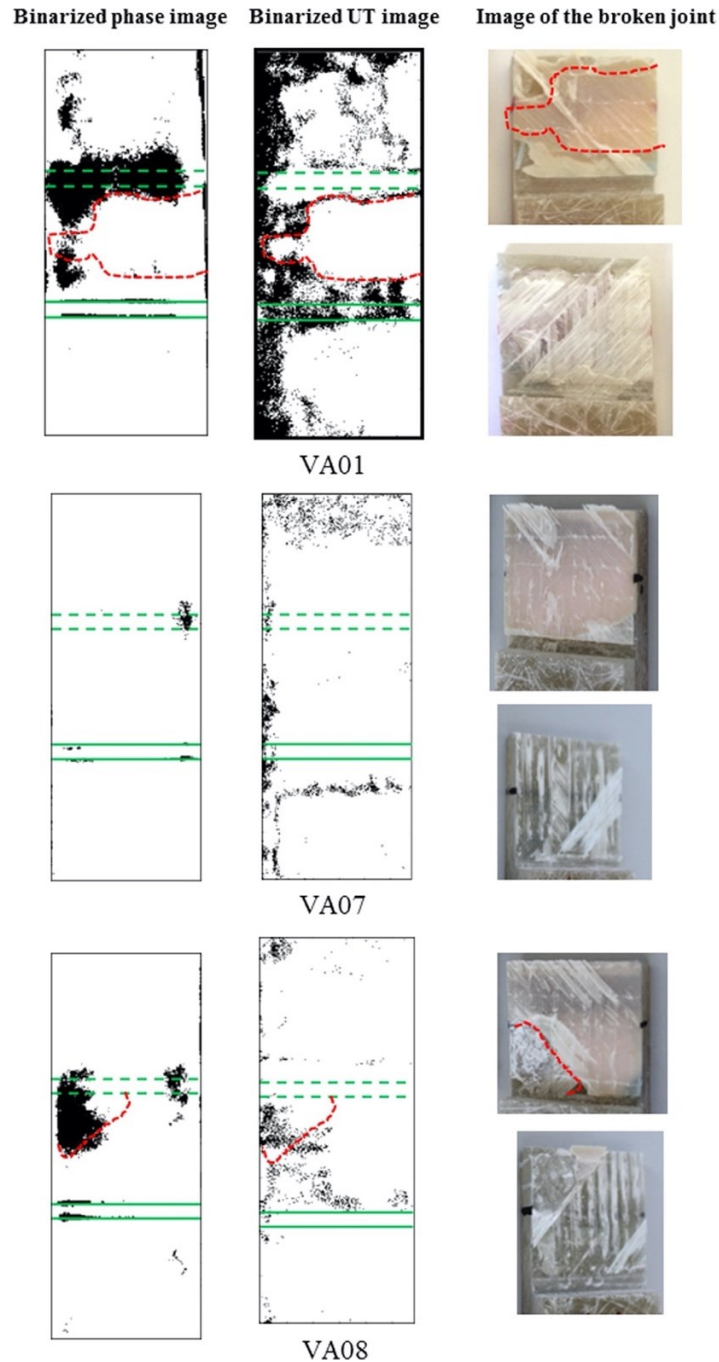 Binarized phase image Binarized UT image Image of the broken joint
VA01
VA07
VA08